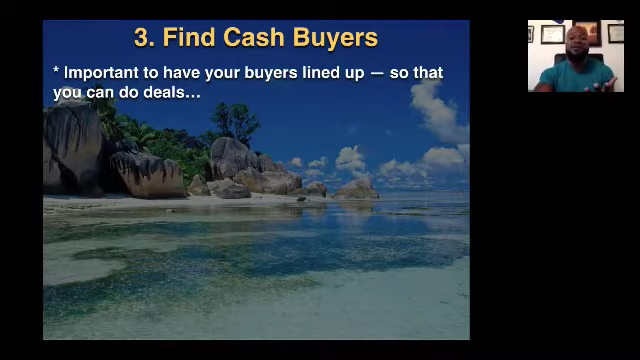 3. Find Cash Buyers
* Important to have your buyers lined up — so that
you can do deals...